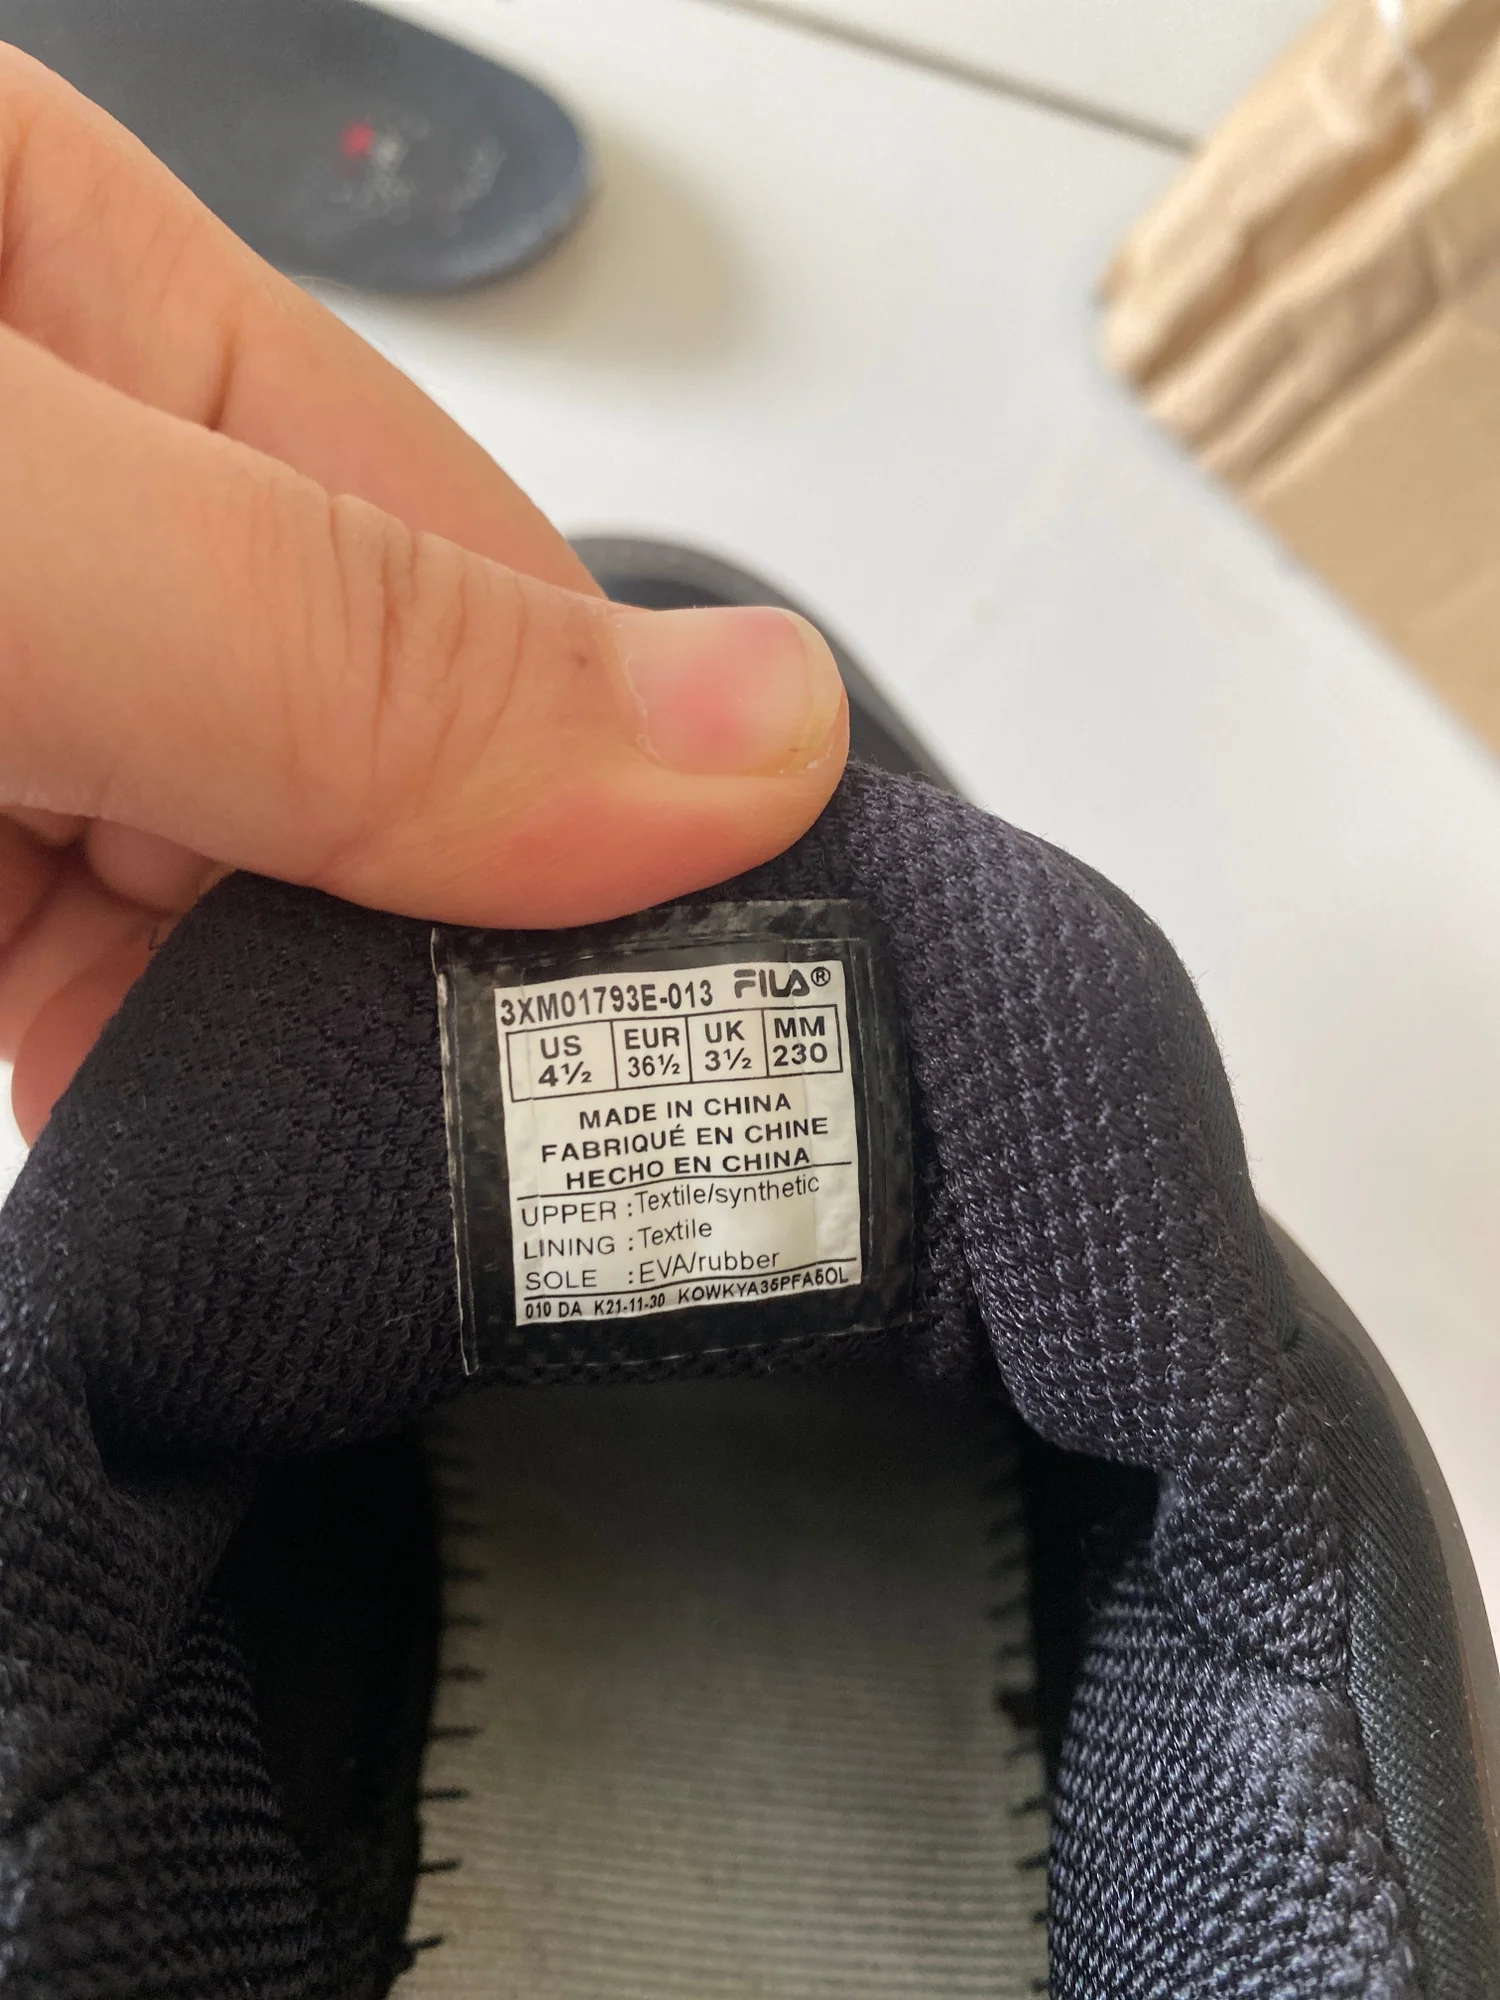 3XM01793E-013 FILA®
US EUR UK MM
4½ 36½ 3½ 230
MADE IN CHINA
FABRIQUÉ EN CHINE
HECHO EN CHINA
UPPER : Textile/synthetic
LINING : Textile
SOLE : EVA/rubber
010 DA K21-11-30 KOWKYA35PFA5OL